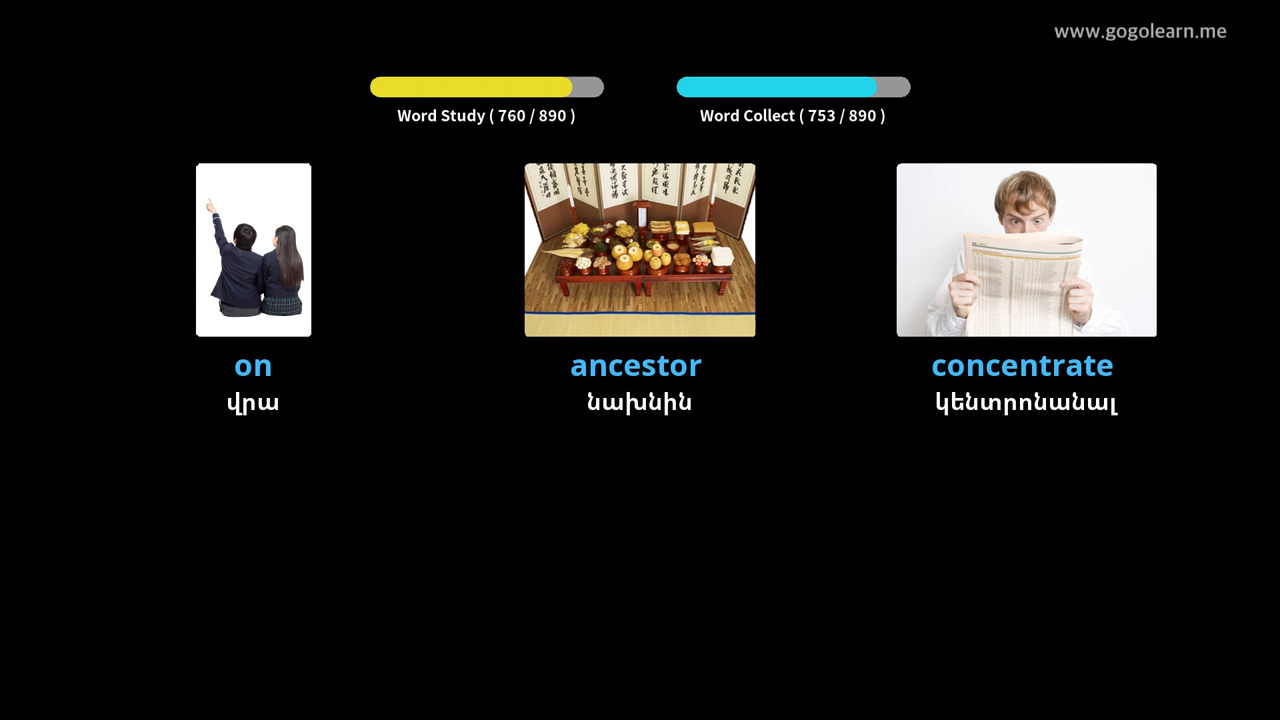 www.gogolearn.me
Word Study ( 760 / 890 )
Word Collect ( 753 / 890 )
on
վրա
ancestor
նախնին
concentrate
կենտրոնանալ